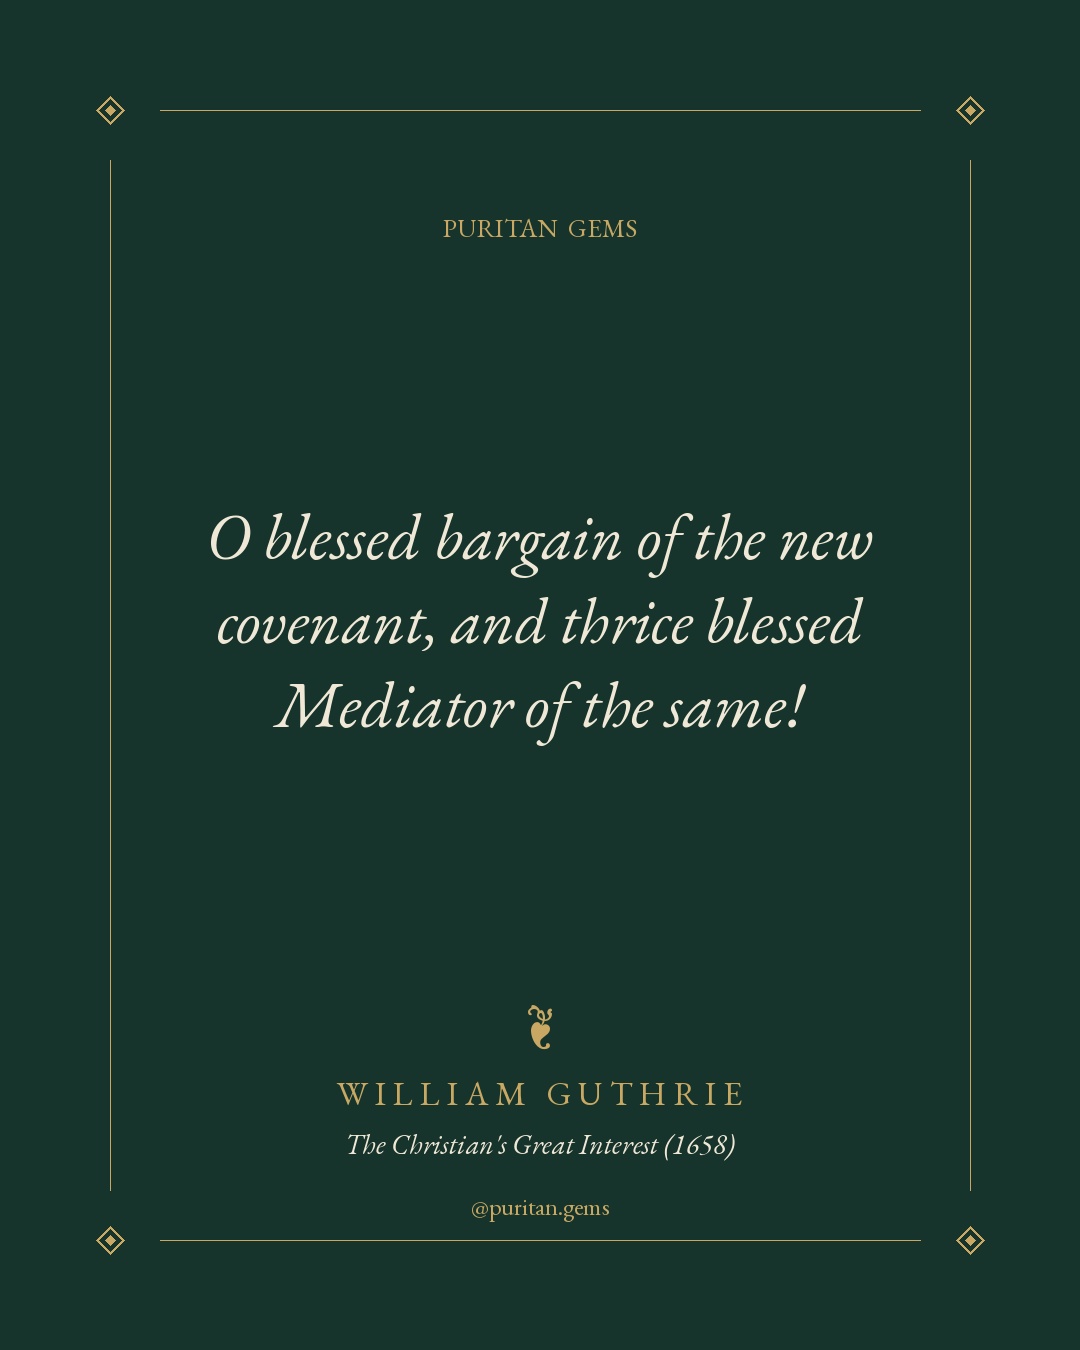 PURITAN GEMS
O blessed bargain of the new
covenant, and thrice blessed
Mediator of the same!
WILLIAM GUTHRIE
The Christian's Great Interest (1658)
@puritan.gems